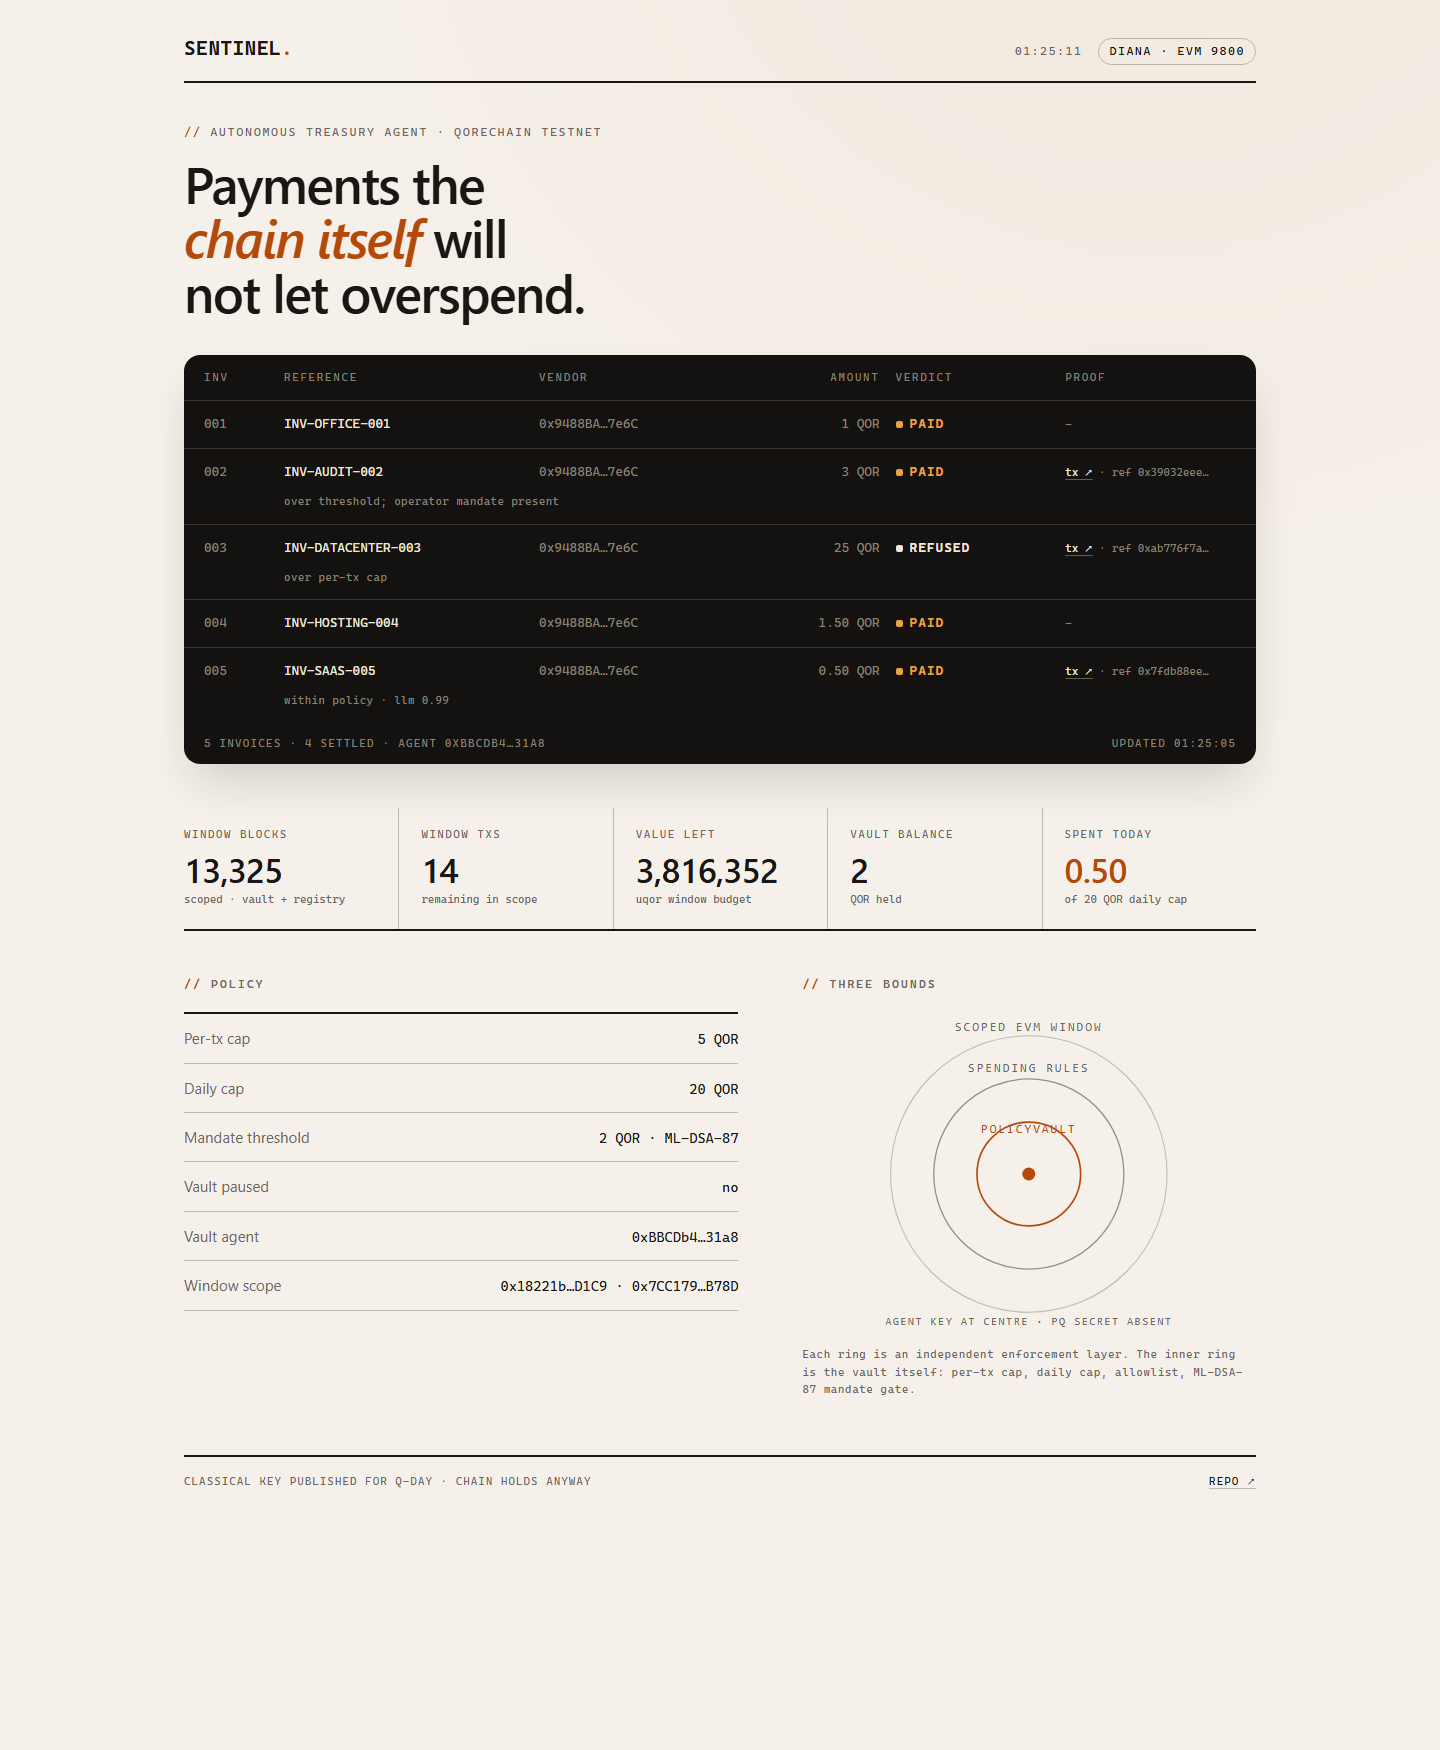 SENTINEL.
01:25:11
DIANA · EVM 9800
// AUTONOMOUS TREASURY AGENT · QORECHAIN TESTNET
Payments the
chain itself will
not let overspend.
INV REFERENCE VENDOR AMOUNT VERDICT PROOF
001 INV-OFFICE-001 0x9488BA…7e6C 1 QOR PAID –
002 INV-AUDIT-002 0x9488BA…7e6C 3 QOR PAID tx ↗ · ref 0x39032eee…
over threshold; operator mandate present
003 INV-DATACENTER-003 0x9488BA…7e6C 25 QOR REFUSED tx ↗ · ref 0xab776f7a…
over per-tx cap
004 INV-HOSTING-004 0x9488BA…7e6C 1.50 QOR PAID –
005 INV-SAAS-005 0x9488BA…7e6C 0.50 QOR PAID tx ↗ · ref 0x7fdb88ee…
within policy · llm 0.99
5 INVOICES · 4 SETTLED · AGENT 0XBBCDB4…31A8
UPDATED 01:25:05
WINDOW BLOCKS
13,325
scoped · vault + registry
WINDOW TXS
14
remaining in scope
VALUE LEFT
3,816,352
uqor window budget
VAULT BALANCE
2
QOR held
SPENT TODAY
0.50
of 20 QOR daily cap
// POLICY
Per-tx cap 5 QOR
Daily cap 20 QOR
Mandate threshold 2 QOR · ML-DSA-87
Vault paused no
Vault agent 0xBBCDb4…31a8
Window scope 0x18221b…D1C9 · 0x7CC179…B78D
// THREE BOUNDS
SCOPED EVM WINDOW
SPENDING RULES
POLICYVAULT
AGENT KEY AT CENTRE · PQ SECRET ABSENT
Each ring is an independent enforcement layer. The inner ring
is the vault itself: per-tx cap, daily cap, allowlist, ML-DSA-
87 mandate gate.
CLASSICAL KEY PUBLISHED FOR Q-DAY · CHAIN HOLDS ANYWAY
REPO ↗